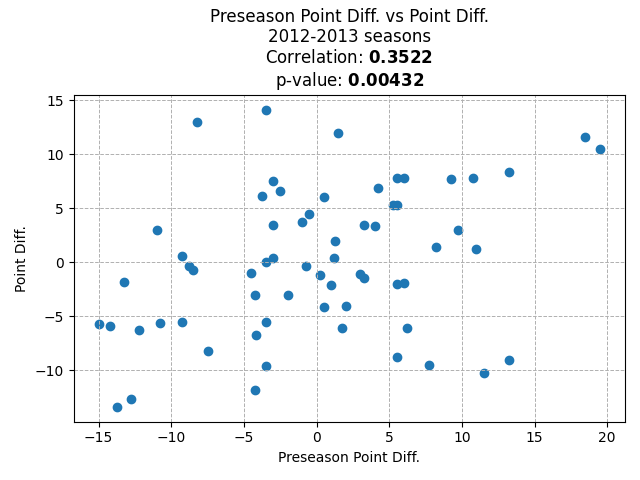 Preseason Point Diff. vs Point Diff.
2012-2013 seasons
Correlation: 0.3522
p-value: 0.00432
15
10
5
0
−5
−10
Point Diff.
−15 −10 −5 0 5 10 15 20
Preseason Point Diff.